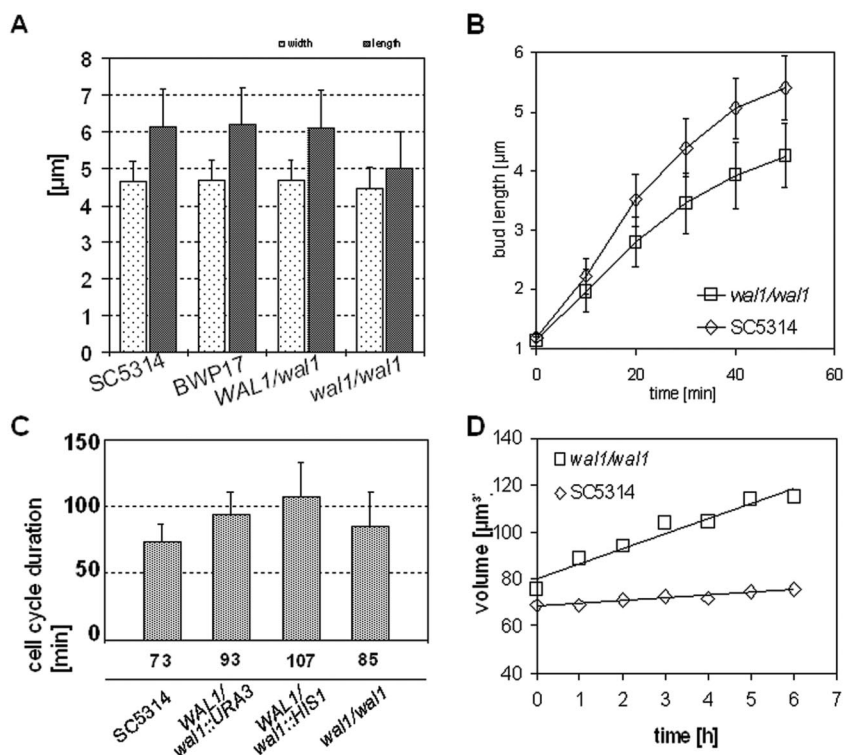 A
width length
8
7
6
5
4
3
2
1
0
[µm]
SC5314 BWP17 WAL1/wal1 wal1/wal1
B
6
5
4
3
2
1
bud length [µm
wal1/wal1
SC5314
0 20 40 60
time [min]
C
150
100
50
0
cell cycle duration
[min]
73 93 107 85
SC5314
WAL1/
wal1::URA3
WAL1/
wal1::HIS1
wal1/wal1
D
140
120
100
80
60
40
volume [µm³'
wal1/wal1
SC5314
0 1 2 3 4 5 6 7
time [h]